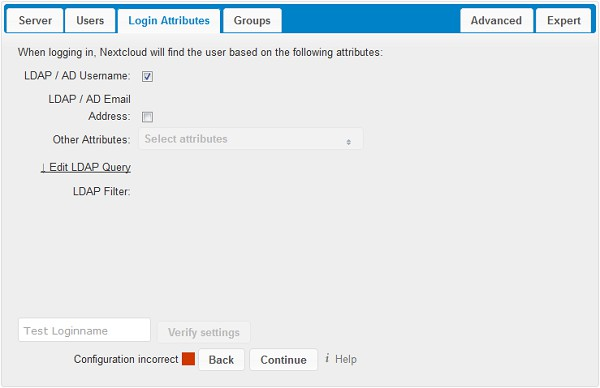 Server Users Login Attributes Groups Advanced Expert
When logging in, Nextcloud will find the user based on the following attributes:
LDAP / AD Username:
LDAP / AD Email
Address:
Other Attributes: Select attributes
↓ Edit LDAP Query
LDAP Filter:
Test Loginname Verify settings
Configuration incorrect Back Continue i Help